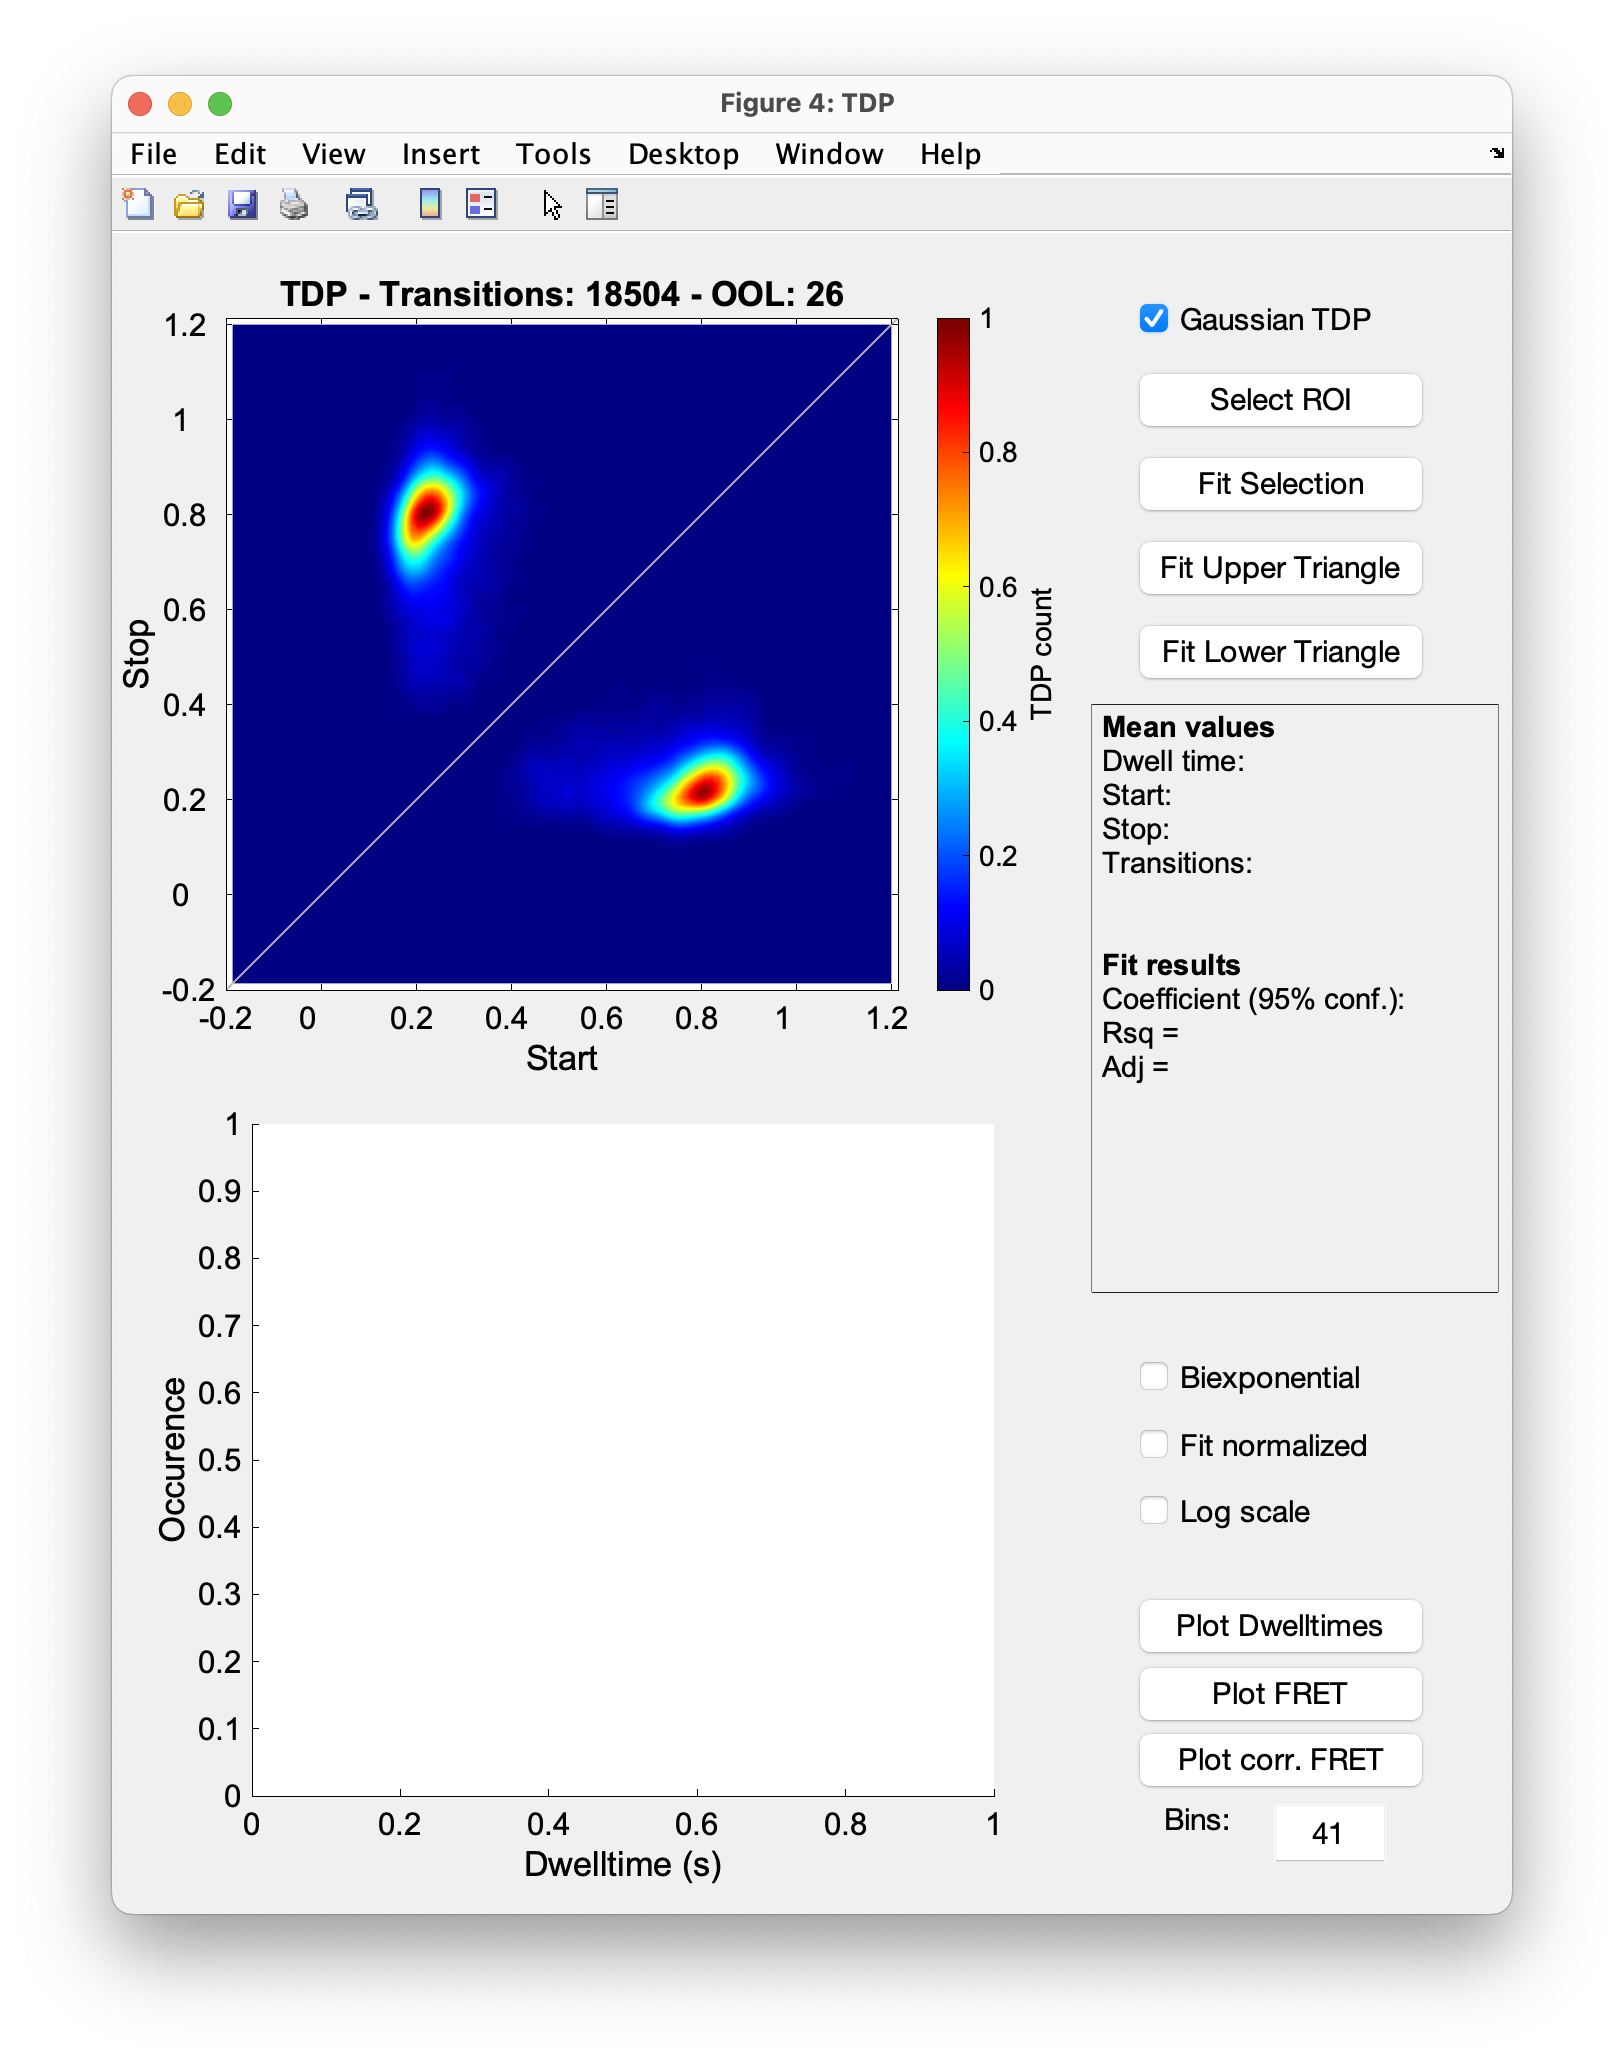 Figure 4: TDP
File Edit View Insert Tools Desktop Window Help
TDP - Transitions: 18504 - OOL: 26
1.2
1
0.8
0.6
0.4
0.2
0
-0.2
Stop
-0.2 0 0.2 0.4 0.6 0.8 1 1.2
Start
1
0.8
0.6
0.4
0.2
0
TDP count
Gaussian TDP
Select ROI
Fit Selection
Fit Upper Triangle
Fit Lower Triangle
Mean values
Dwell time:
Start:
Stop:
Transitions:
Fit results
Coefficient (95% conf.):
Rsq =
Adj =
1
0.9
0.8
0.7
0.6
0.5
0.4
0.3
0.2
0.1
0
Occurence
0 0.2 0.4 0.6 0.8 1
Dwelltime (s)
Biexponential
Fit normalized
Log scale
Plot Dwelltimes
Plot FRET
Plot corr. FRET
Bins: 41